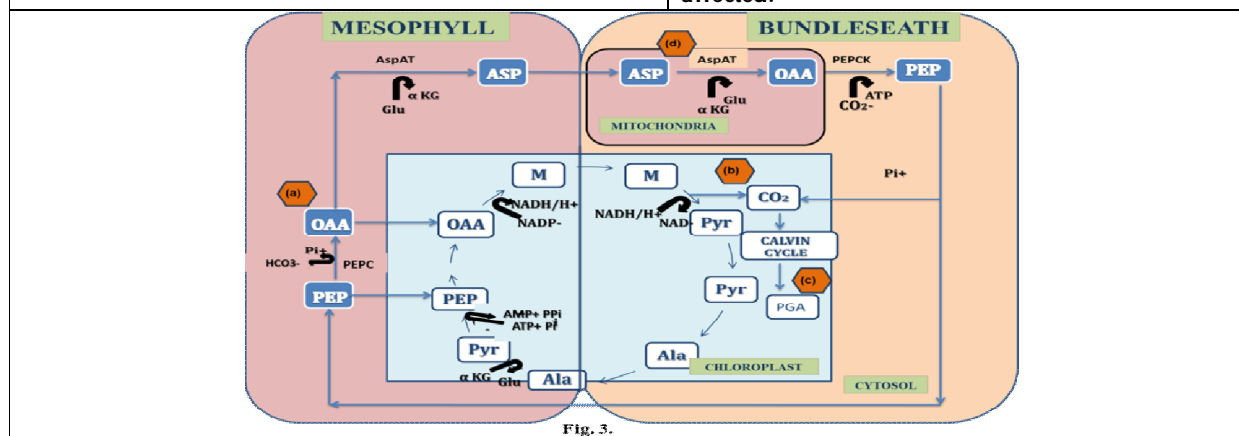 affected.
MESOPHYLL
BUNDLESEATH
AspAT
α KG
Glu
ASP
(d)
ASP
AspAT
Glu
α KG
OAA
PEPCK
ATP
CO₂-
PEP
MITOCHONDRIA
(a)
OAA
Pi+
HCO3-
PEPC
PEP
M
NADH/H+
NADP-
OAA
PEP
AMP+ PPi
ATP+ Pi
Pyr
α KG
Glu
Ala
M
(b)
NADH/H+
NAD-
CO₂
Pyr
CALVIN
CYCLE
(c)
Pyr
PGA
Ala
CHLOROPLAST
Pi+
CYTOSOL
Fig. 3.